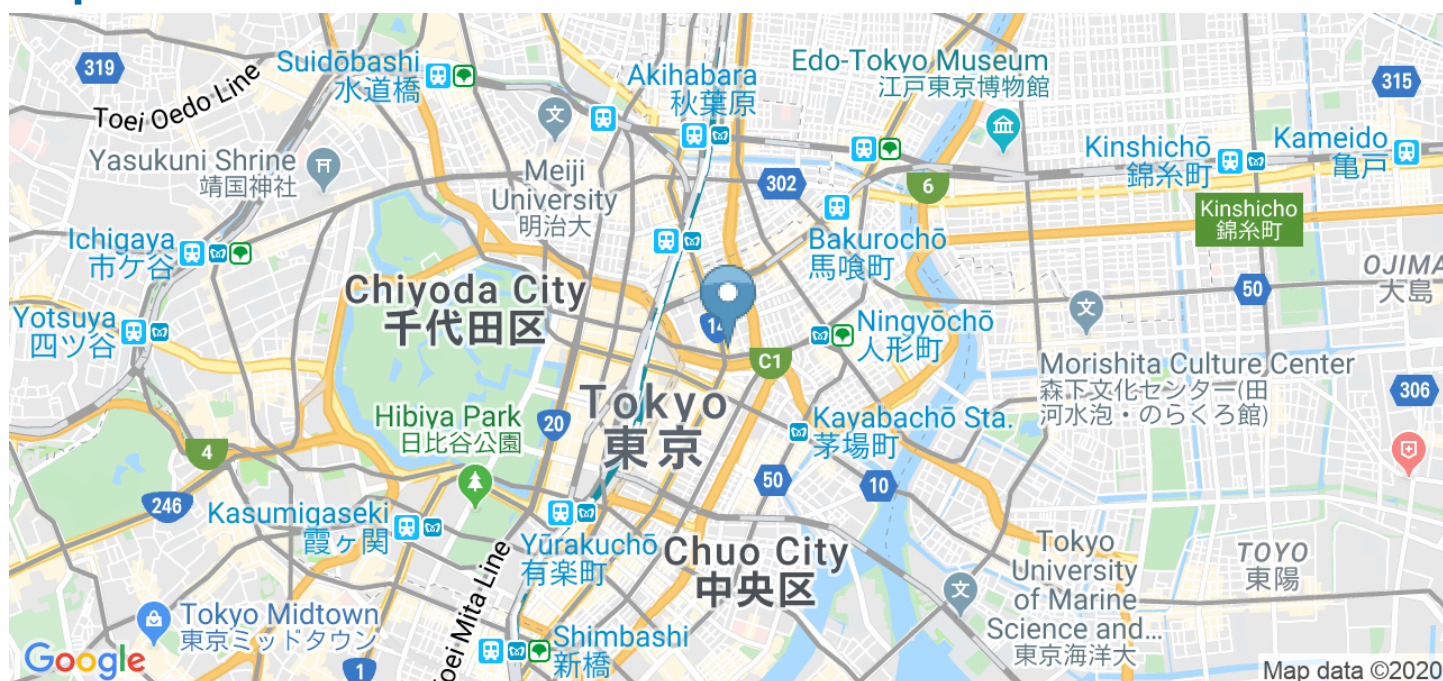 319
Toei Oedo Line
Suidōbashi
水道橋
Akihabara
秋葉原
Edo-Tokyo Museum
江戸東京博物館
315
Yasukuni Shrine
靖国神社
Meiji
University
明治大
302
6
Kinshichō
錦糸町
Kameido
亀戸
Kinshicho
錦糸町
Ichigaya
市ケ谷
Bakurochō
馬喰町
OJIMA
大島
50
Chiyoda City
千代田区
Yotsuya
四ツ谷
14
C1
Ningyōchō
人形町
Morishita Culture Center
森下文化センター(田
河水泡・のらくろ館)
306
Hibiya Park
日比谷公園
20
Tokyo
東京
Kayabachō Sta.
茅場町
4
246
50
10
Kasumigaseki
霞ヶ関
Yūrakuchō
有楽町
Chuo City
中央区
Tokyo
University
of Marine
Science and...
東京海洋大
TOYO
東陽
Toei Mita Line
Tokyo Midtown
東京ミッドタウン
Shimbashi
新橋
1
Google
Map data ©2020